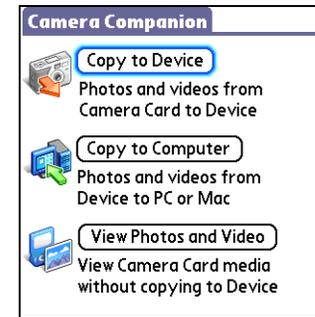 Camera Companion
Copy to Device
Photos and videos from
Camera Card to Device
Copy to Computer
Photos and videos from
Device to PC or Mac
View Photos and Video
View Camera Card media
without copying to Device